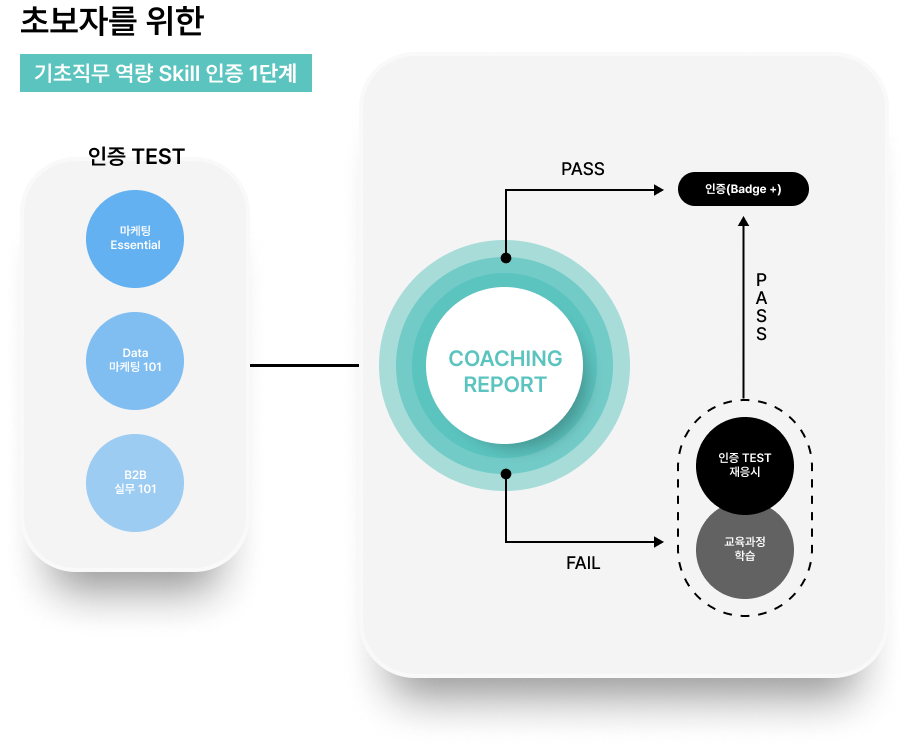 초보자를 위한
기초직무 역량 Skill 인증 1단계
인증 TEST
마케팅
Essential
Data
마케팅 101
B2B
실무 101
COACHING
REPORT
PASS
인증(Badge +)
P
A
S
S
인증 TEST
재응시
교육과정
학습
FAIL